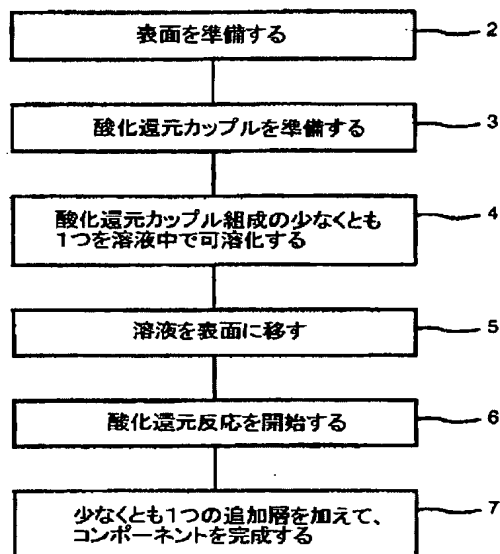 表面を準備する
2
酸化還元カップルを準備する
3
酸化還元カップル組成の少なくとも
1つを溶液中で可溶化する
4
溶液を表面に移す
5
酸化還元反応を開始する
6
少なくとも1つの追加層を加えて、
コンポーネントを完成する
7